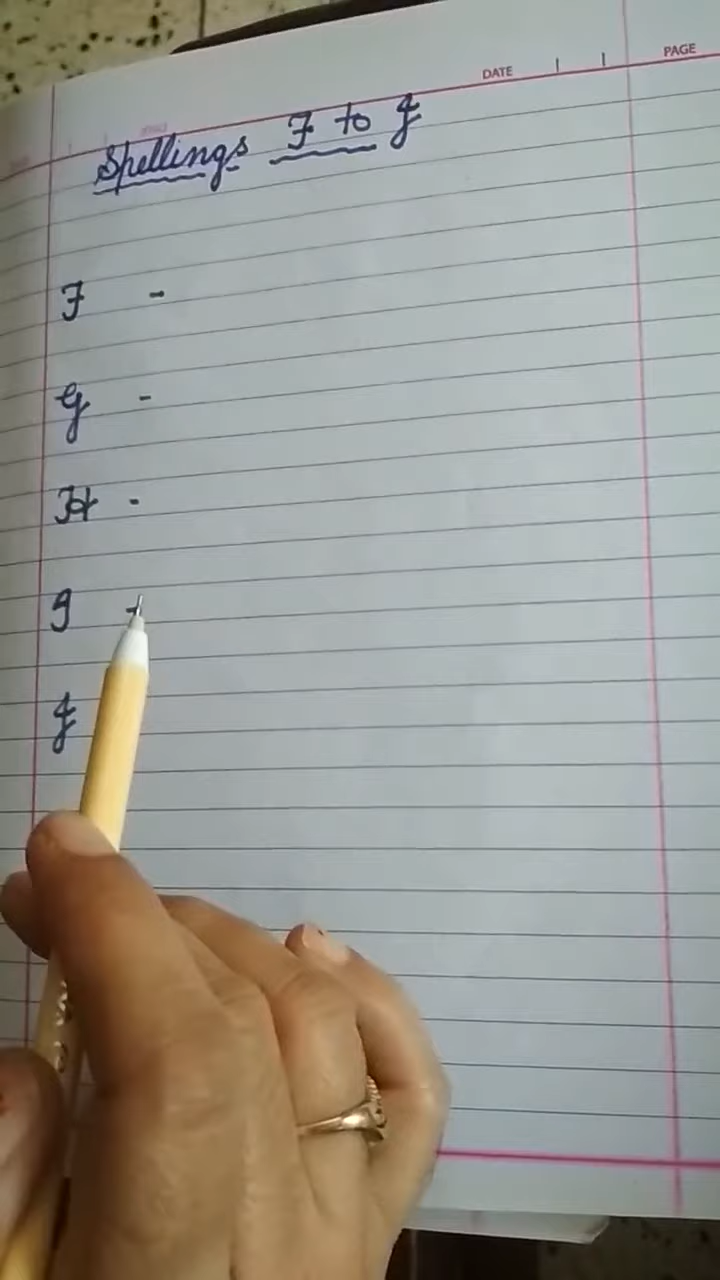 DATE PAGE
Spellings F to J
F -
G -
H -
I -
J